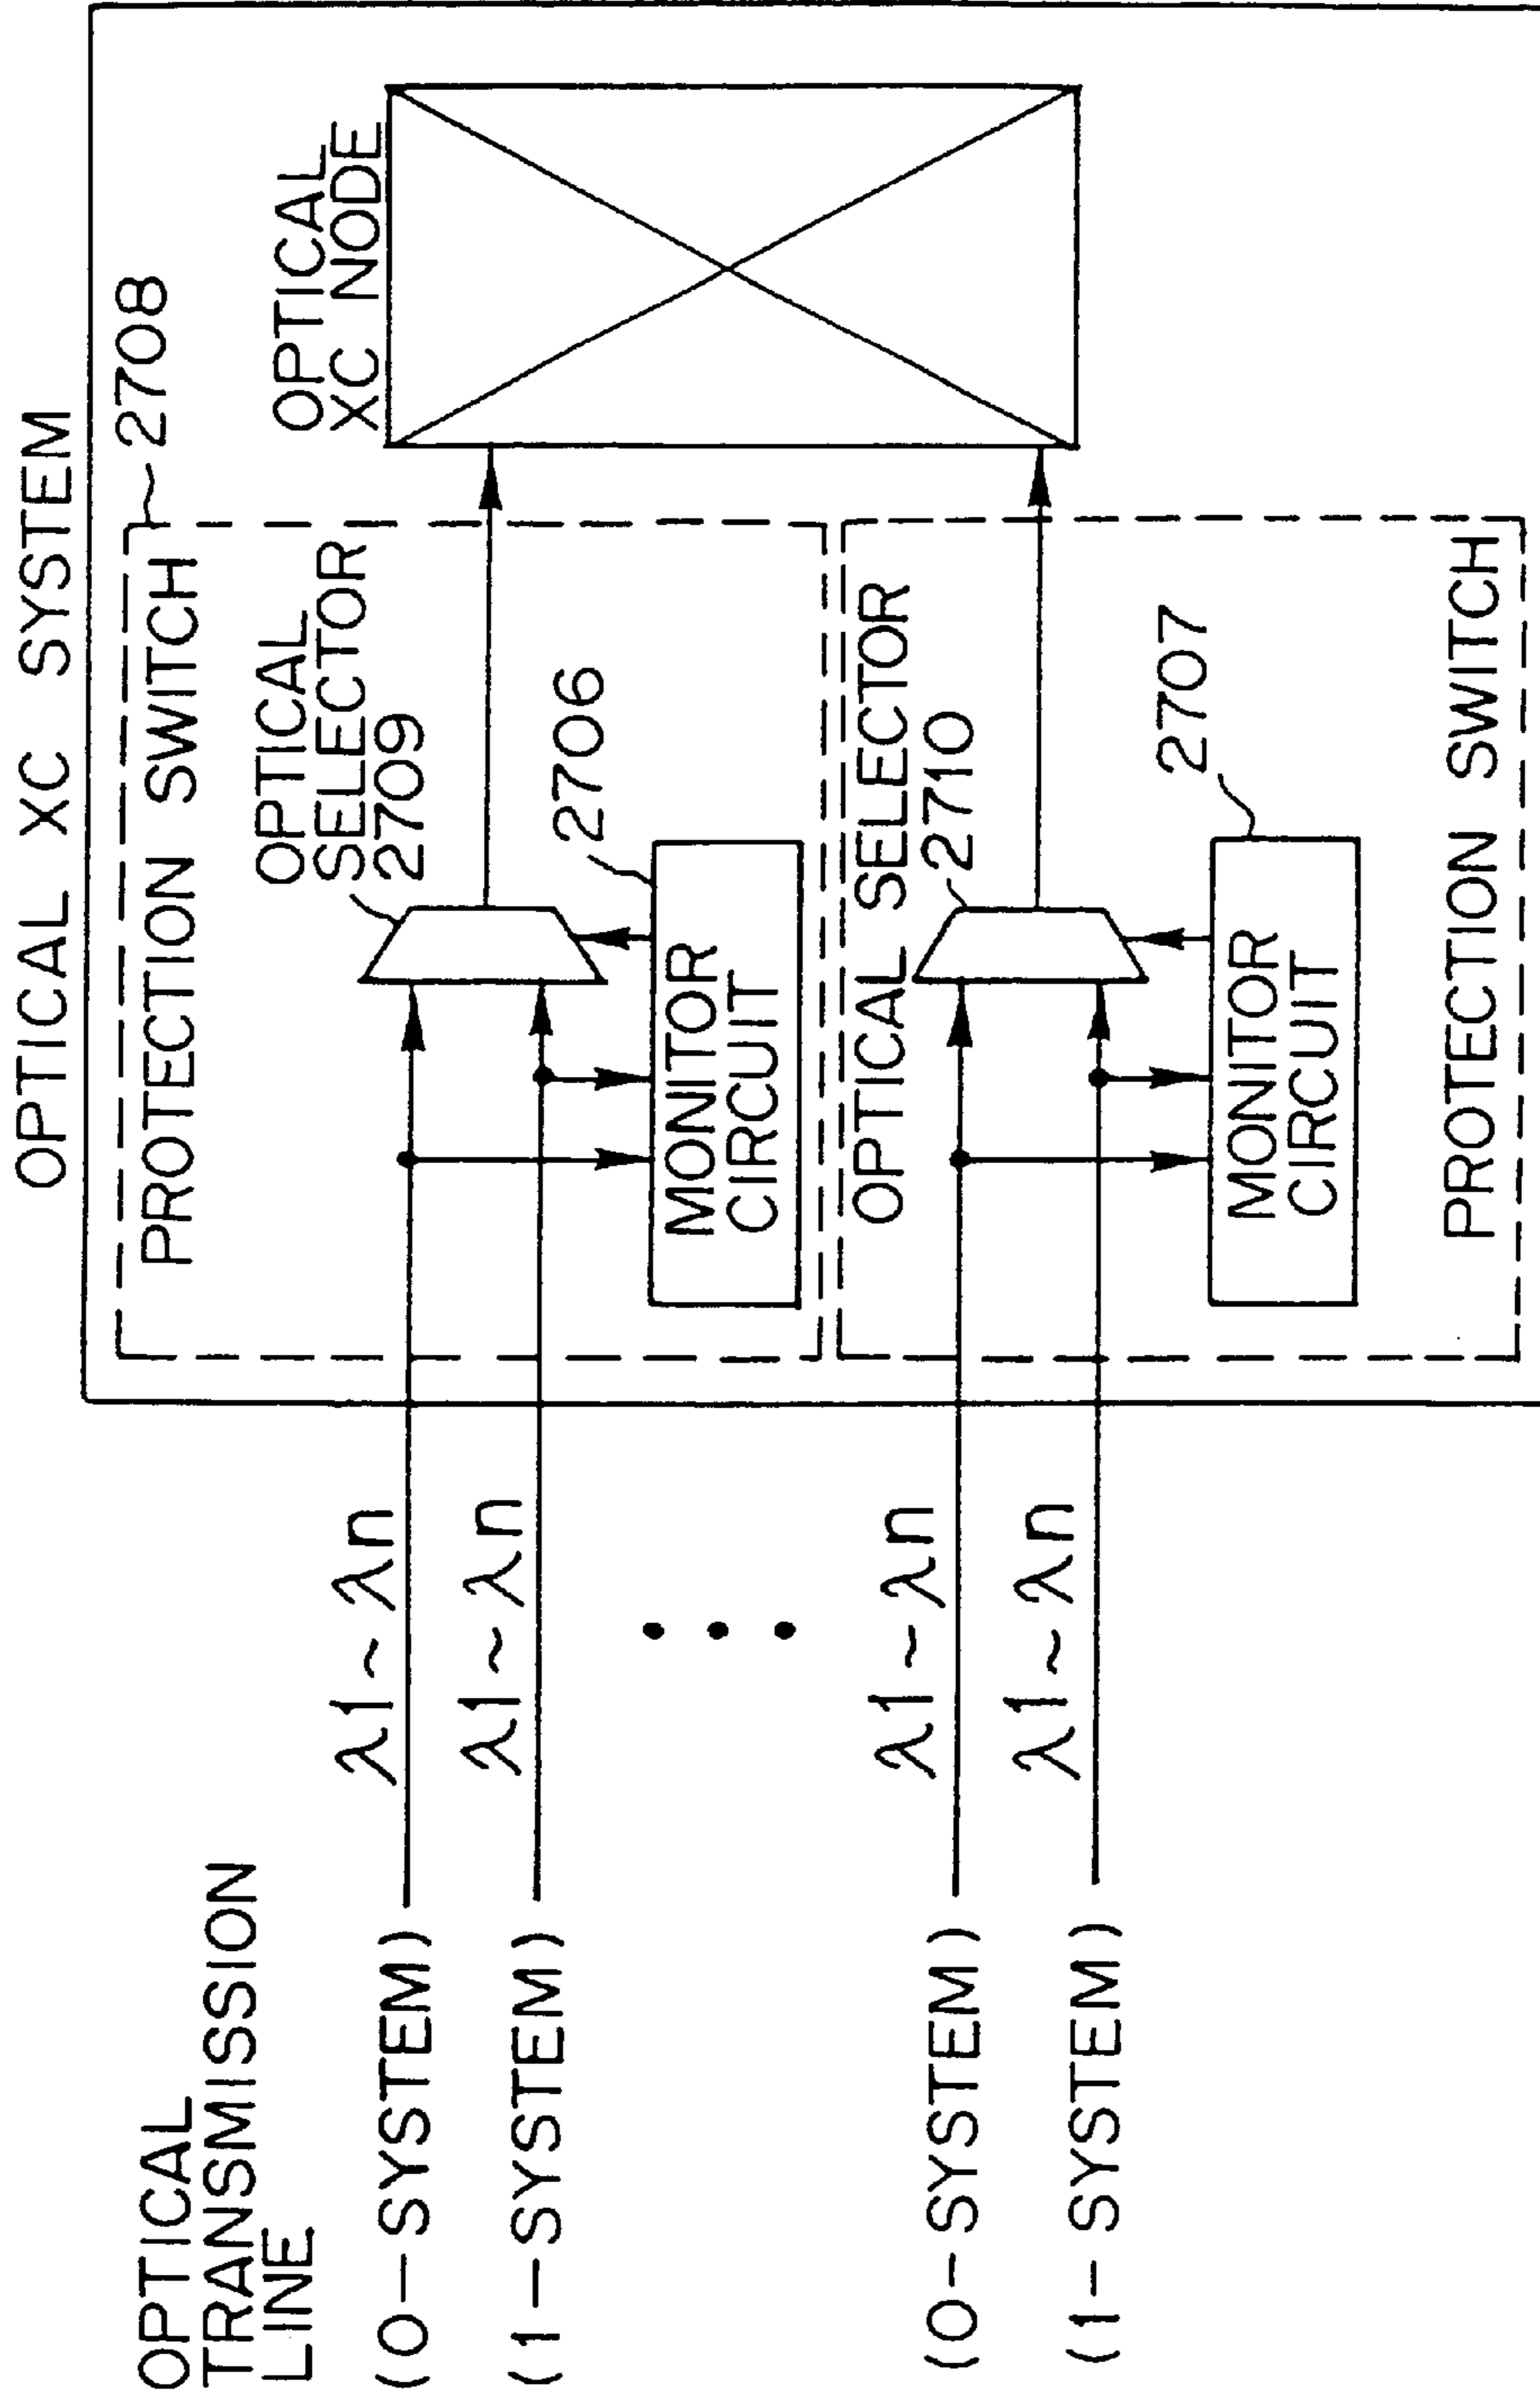 OPTICAL XC SYSTEM
OPTICAL
TRANSMISSION
LINE
PROTECTION SWITCH
2708
OPTICAL
SELECTOR
2709
OPTICAL
XC NODE
(0-SYSTEM)
λ1~λn
(1-SYSTEM)
λ1~λn
2706
MONITOR
CIRCUIT
OPTICAL SELECTOR
2710
(0-SYSTEM)
λ1~λn
(1-SYSTEM)
λ1~λn
2707
MONITOR
CIRCUIT
PROTECTION SWITCH